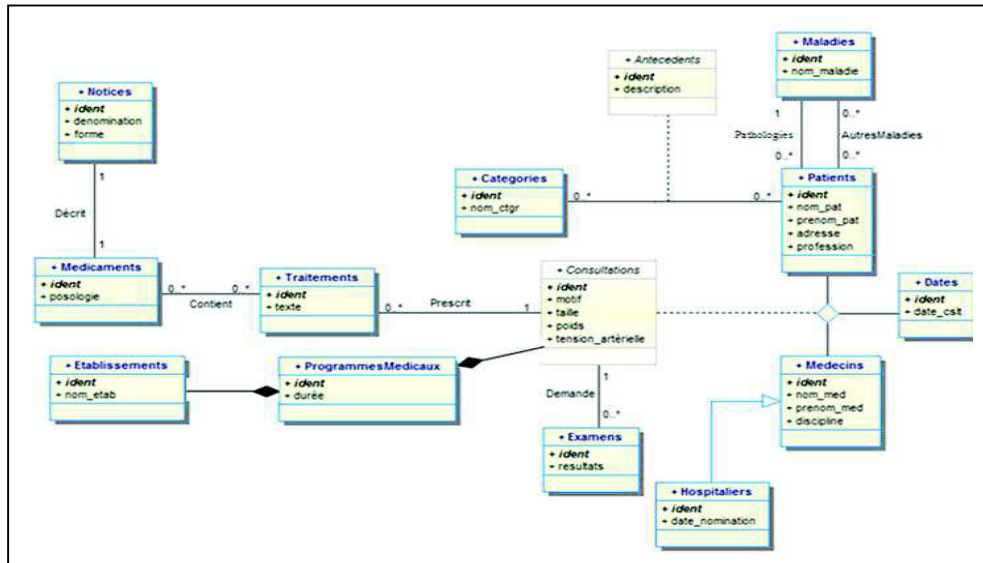 + Maladies
+ ident
+ nom_maladie
1
0..*
Pathologies
AutresMaladies
0..*
0..*
+ Antecedents
+ ident
+ description
+ Notices
+ ident
+ denomination
+ forme
1
Décrit
1
+ Categories
+ ident
+ nom_ctgr
0..*
0..*
+ Patients
+ ident
+ nom_pat
+ prenom_pat
+ adresse
+ profession
+ Medicaments
+ ident
+ posologie
0..*
0..*
Contient
+ Traitements
+ ident
+ texte
0..*
Prescrit
1
+ Consultations
+ ident
+ motif
+ taille
+ poids
+ tension_artérielle
+ Dates
+ ident
+ date_cslt
+ Etablissements
+ ident
+ nom_etab
+ ProgrammesMedicaux
+ ident
+ durée
1
Demande
0..*
+ Medecins
+ ident
+ nom_med
+ prenom_med
+ discipline
+ Examens
+ ident
+ resultats
+ Hospitaliers
+ ident
+ date_nomination